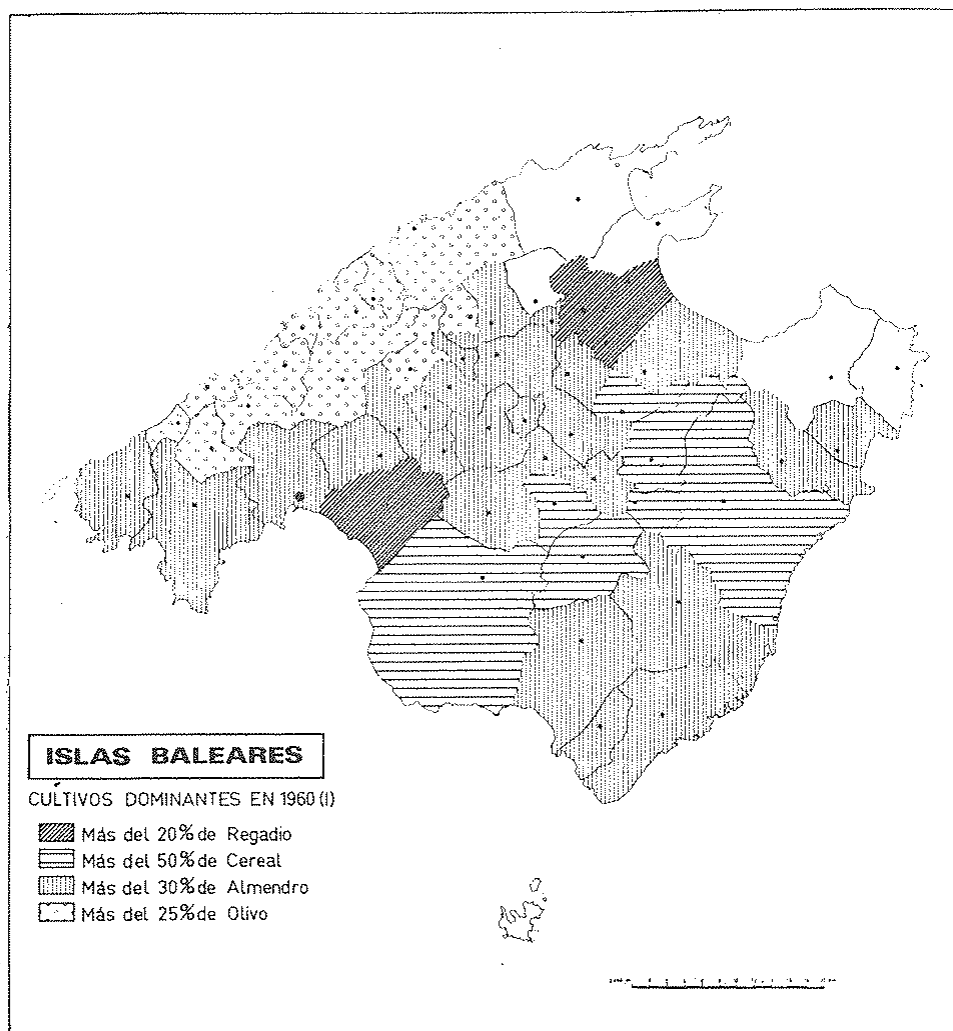 ISLAS BALEARES
CULTIVOS DOMINANTES EN 1960 (I)
Más del 20% de Regadio
Más del 50% de Cereal
Más del 30% de Almendro
Más del 25% de Olivo